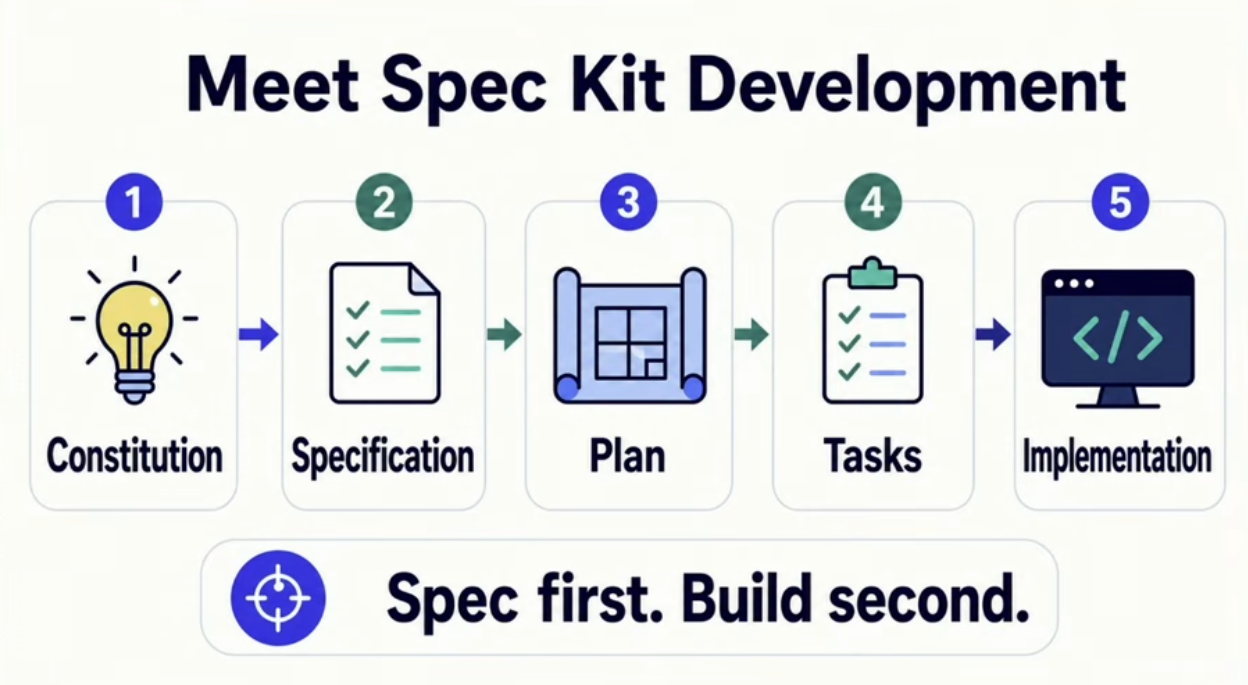 Meet Spec Kit Development
1
2
3
4
5
</>
Constitution
Specification
Plan
Tasks
Implementation
Spec first. Build second.